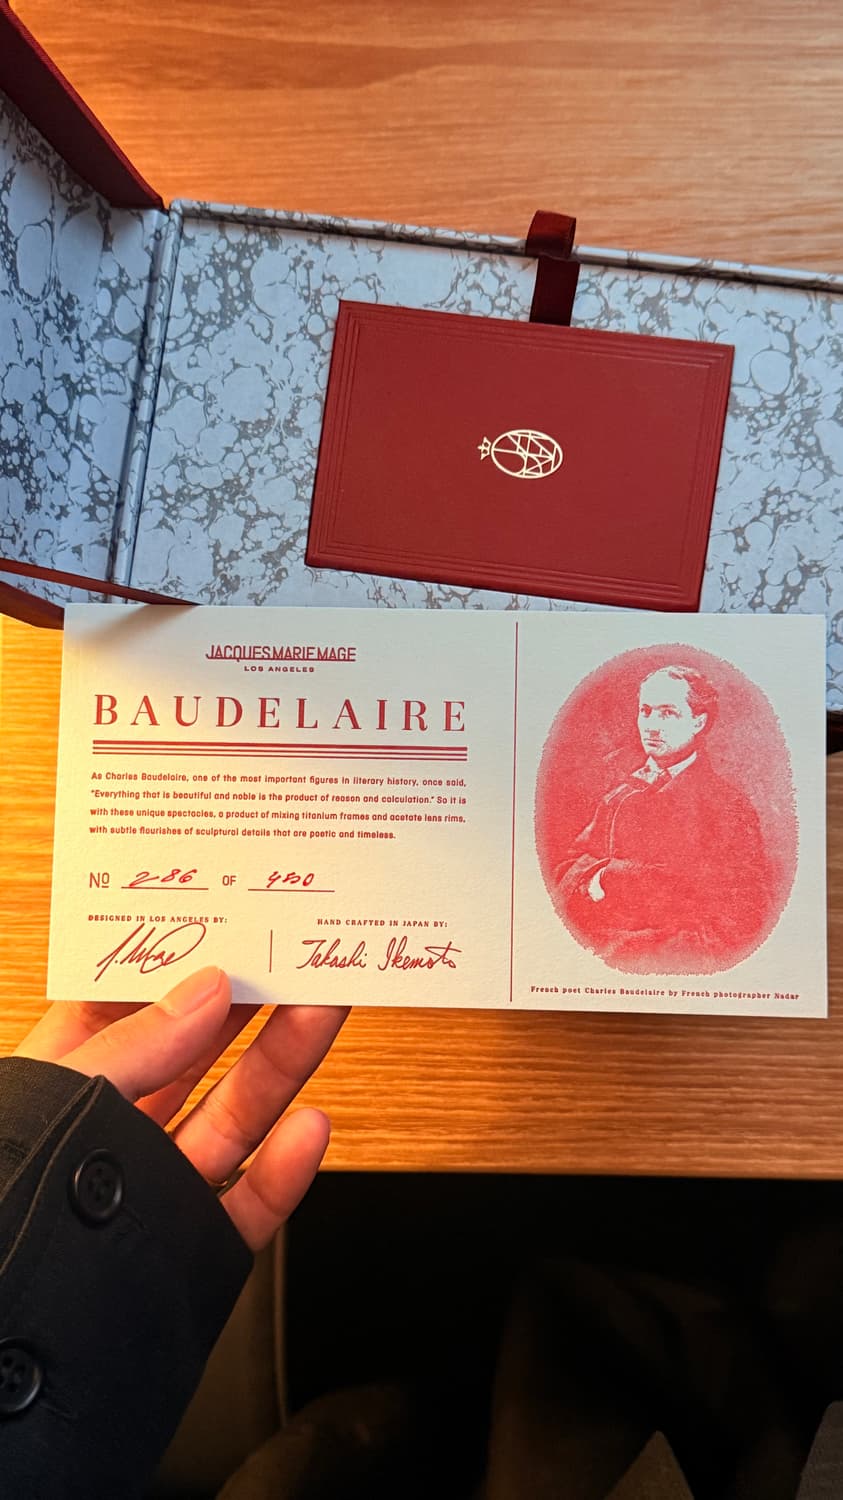 JACQUES MARIE MAGE
LOS ANGELES
BAUDELAIRE
As Charles Baudelaire, one of the most important figures in literary history, once said,
"Everything that is beautiful and noble is the product of reason and calculation." So it is
with these unique spectacles, a product of mixing titanium frames and acetate lens rims,
with subtle flourishes of sculptural details that are poetic and timeless.
Nº 286 OF 450
DESIGNED IN LOS ANGELES BY:
HAND CRAFTED IN JAPAN BY:
J. Mage
Takashi Ikemoto
French poet Charles Baudelaire by French photographer Nadar